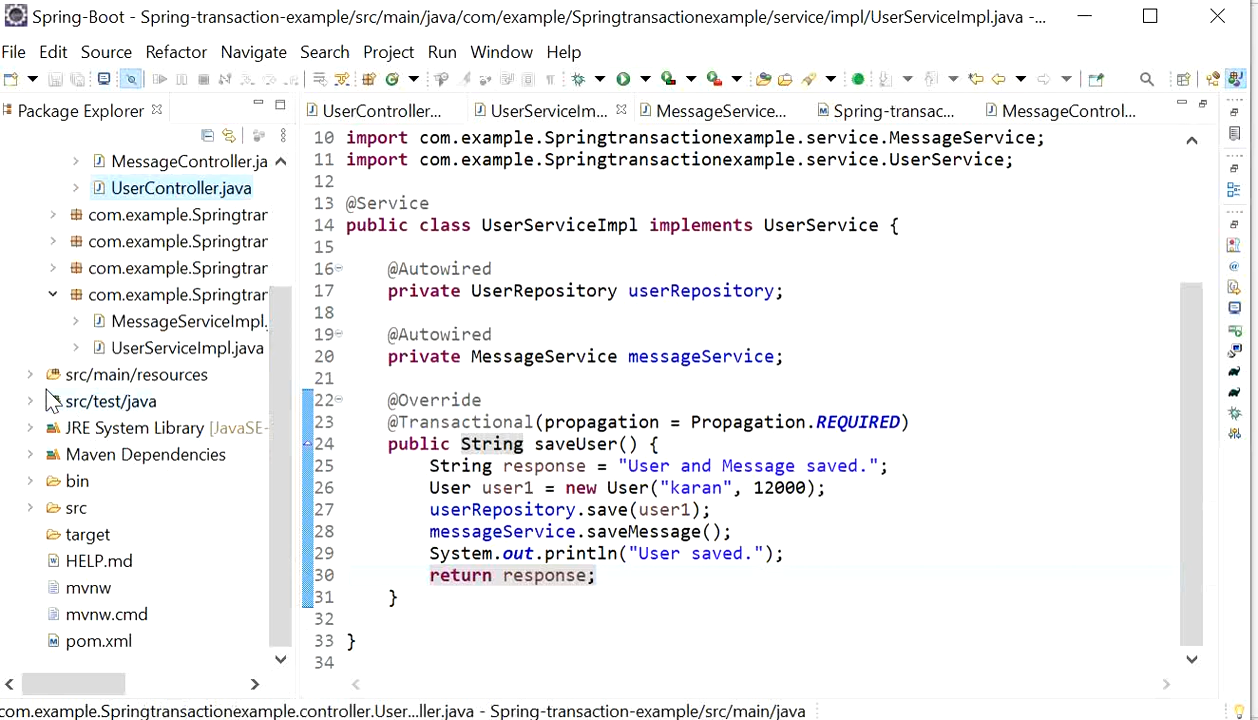 Spring-Boot - Spring-transaction-example/src/main/java/com/example/Springtransactionexample/service/impl/UserServiceImpl.java -...
File Edit Source Refactor Navigate Search Project Run Window Help
Package Explorer
UserController... UserServiceIm... MessageService... Spring-transac... MessageControl...
MessageController.ja
UserController.java
com.example.Springtrar
com.example.Springtrar
com.example.Springtrar
com.example.Springtrar
MessageServiceImpl.
UserServiceImpl.java
src/main/resources
src/test/java
JRE System Library [JavaSE-
Maven Dependencies
bin
src
target
HELP.md
mvnw
mvnw.cmd
pom.xml
10 import com.example.Springtransactionexample.service.MessageService;
11 import com.example.Springtransactionexample.service.UserService;
12
13 @Service
14 public class UserServiceImpl implements UserService {
15
16 @Autowired
17 private UserRepository userRepository;
18
19 @Autowired
20 private MessageService messageService;
21
22 @Override
23 @Transactional(propagation = Propagation.REQUIRED)
24 public String saveUser() {
25 String response = "User and Message saved.";
26 User user1 = new User("karan", 12000);
27 userRepository.save(user1);
28 messageService.saveMessage();
29 System.out.println("User saved.");
30 return response;
31 }
32
33 }
34
com.example.Springtransactionexample.controller.User...ller.java - Spring-transaction-example/src/main/java